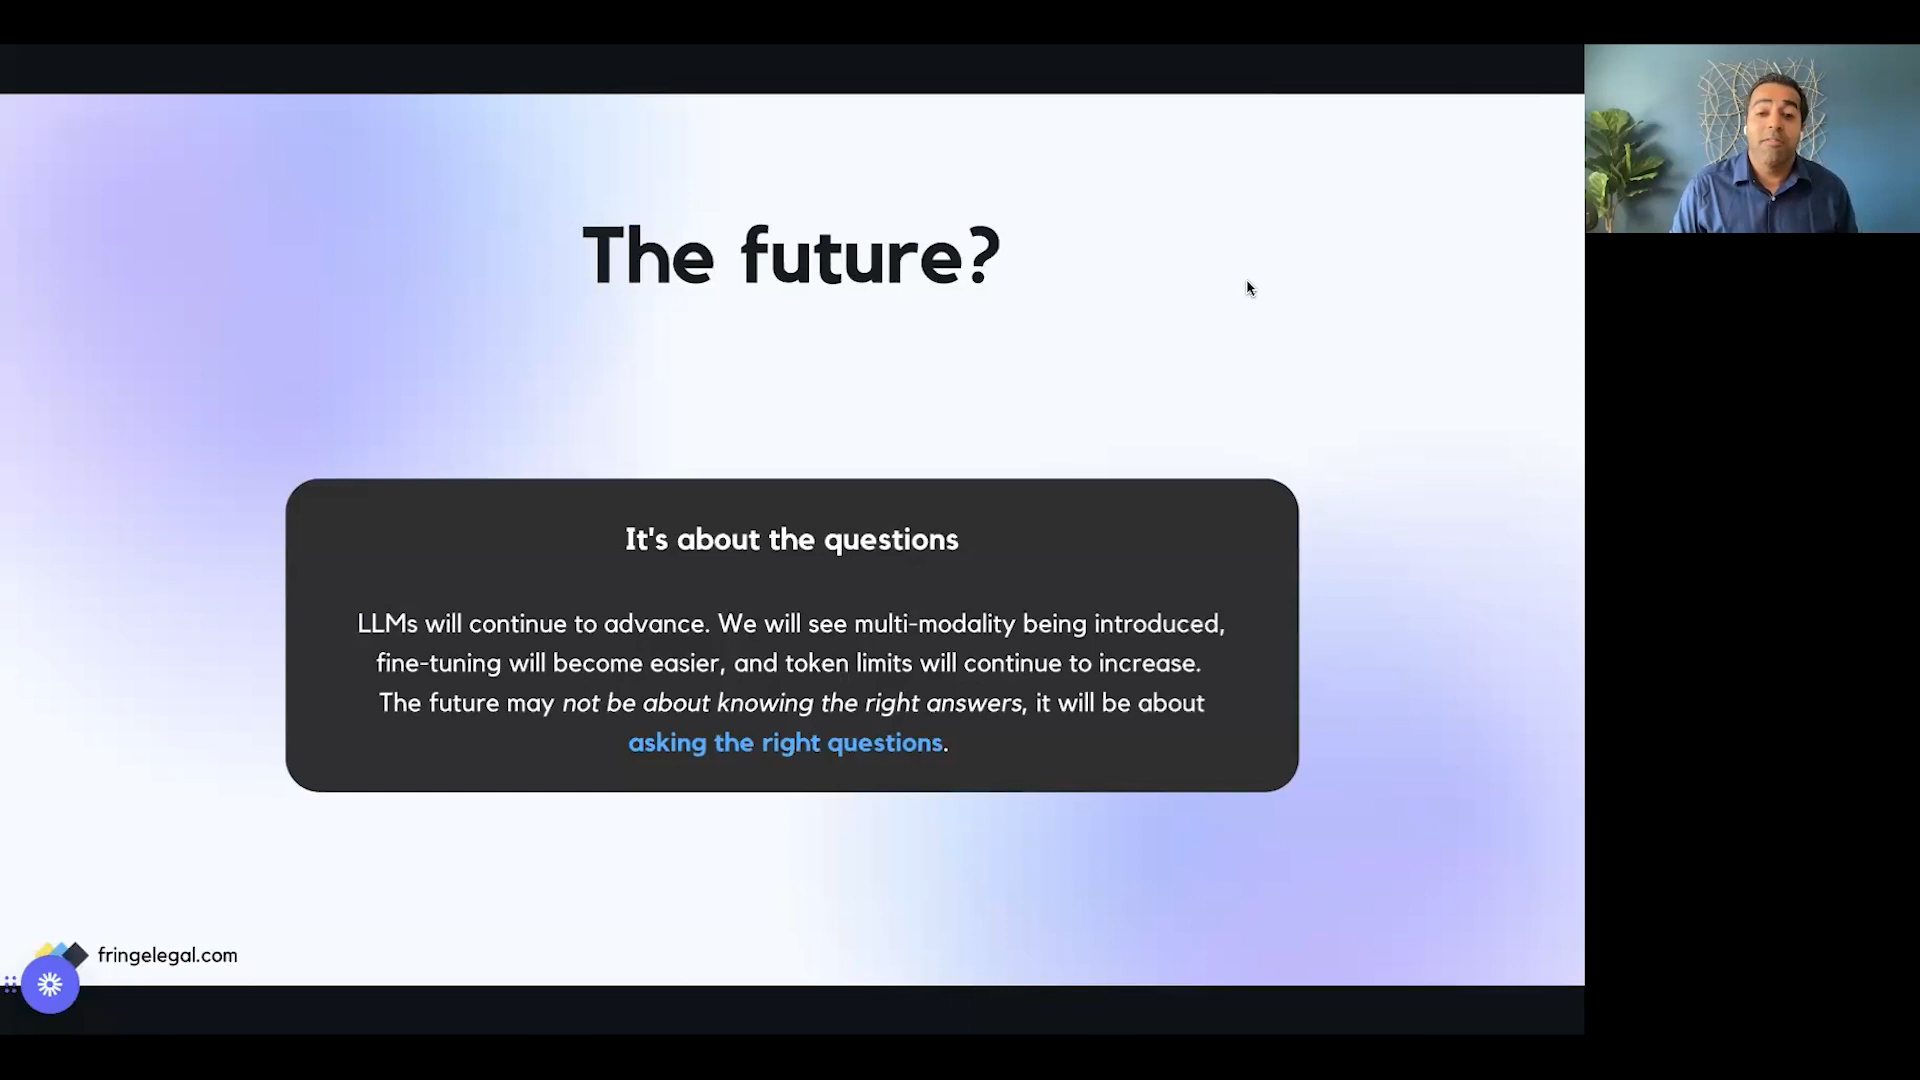 The future?
It's about the questions
LLMs will continue to advance. We will see multi-modality being introduced,
fine-tuning will become easier, and token limits will continue to increase.
The future may not be about knowing the right answers, it will be about
asking the right questions.
fringelegal.com